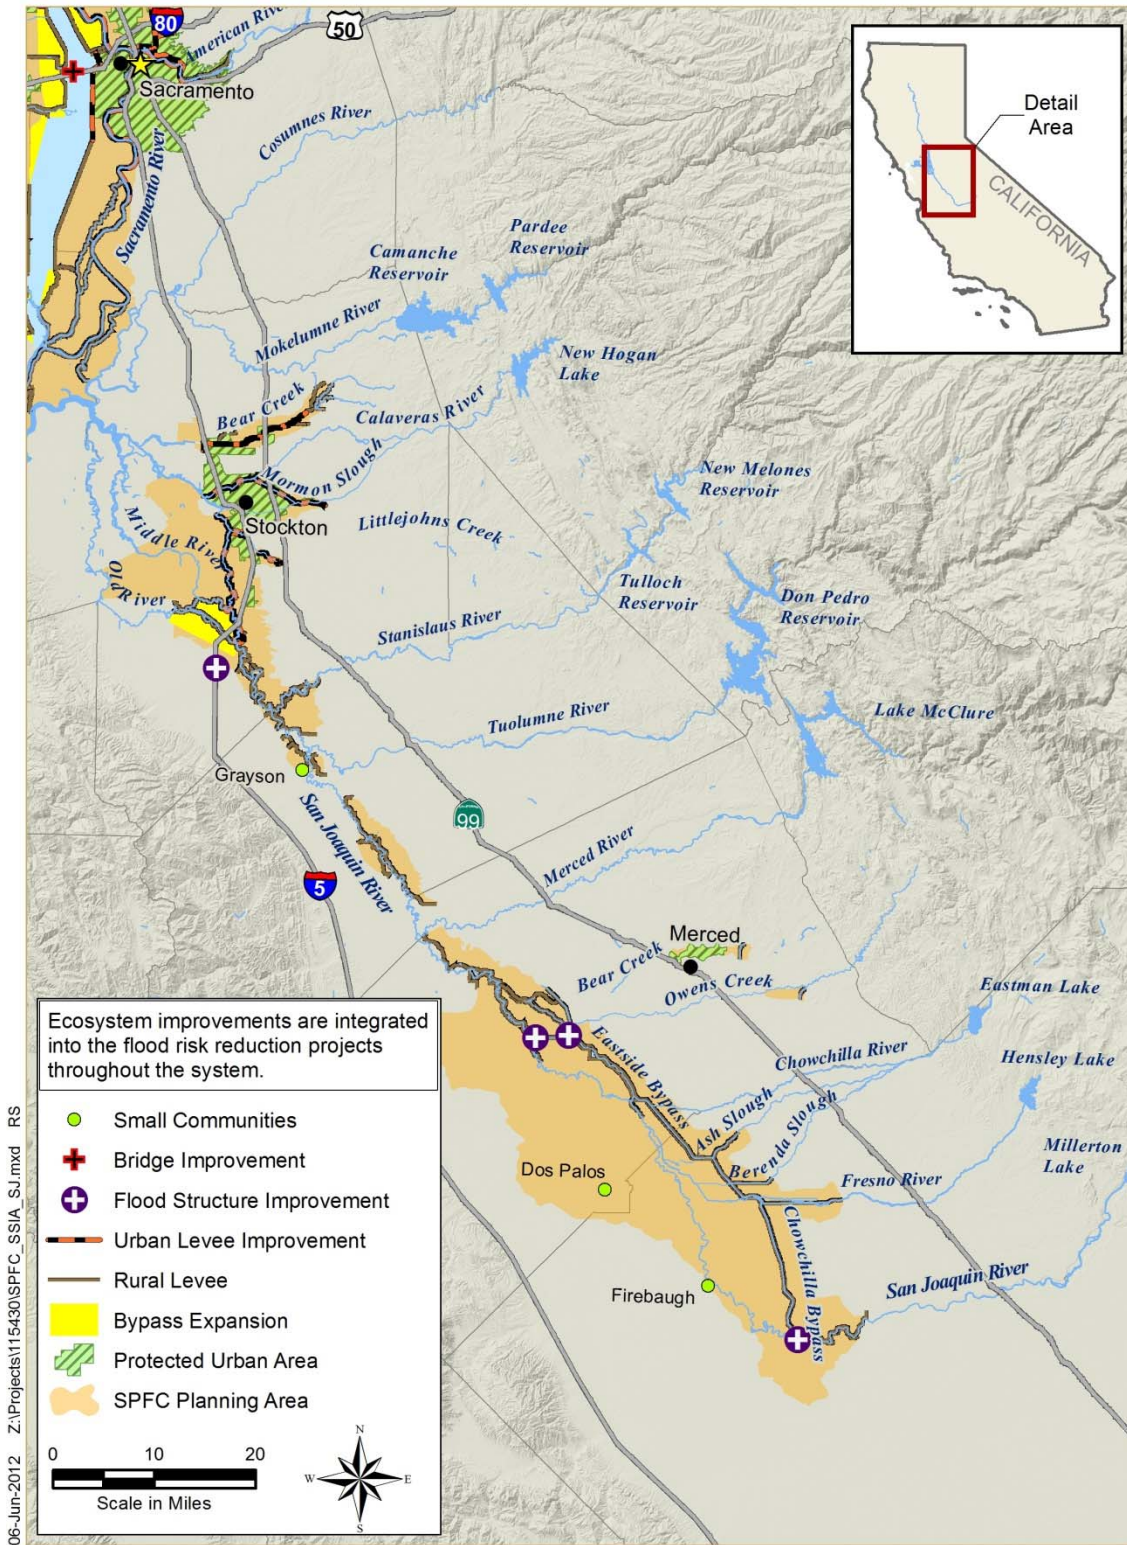 80
50
American River
Sacramento
Cosumnes River
Sacramento River
Detail
Area
CALIFORNIA
Pardee
Reservoir
Camanche
Reservoir
Mokelumne River
New Hogan
Lake
Bear Creek
Calaveras River
Mormon Slough
New Melones
Reservoir
Stockton
Littlejohns Creek
Middle River
Old River
Tulloch
Reservoir
Don Pedro
Reservoir
Stanislaus River
Tuolumne River
Lake McClure
Grayson
San Joaquin River
CALIFORNIA
99
5
Merced River
Merced
Bear Creek
Owens Creek
Eastman Lake
Eastside Bypass
Chowchilla River
Hensley Lake
Ash Slough
Berenda Slough
Millerton
Lake
Dos Palos
Fresno River
Chowchilla Bypass
San Joaquin River
Firebaugh
Ecosystem improvements are integrated
into the flood risk reduction projects
throughout the system.
Small Communities
Bridge Improvement
Flood Structure Improvement
Urban Levee Improvement
Rural Levee
Bypass Expansion
Protected Urban Area
SPFC Planning Area
0 10 20
Scale in Miles
N
W E
S
06-Jun-2012 Z:\Projects\115430\SPFC_SSIA_SJ.mxd RS